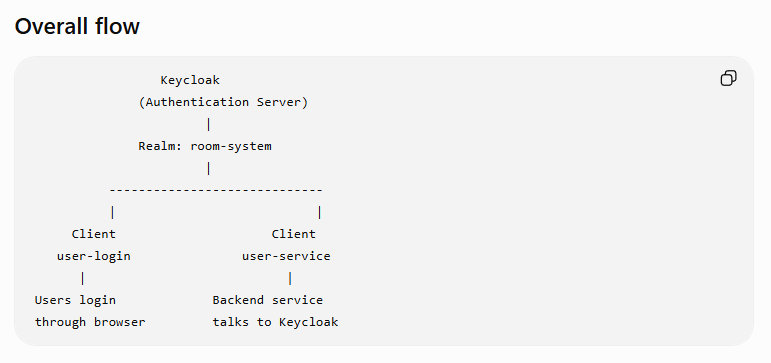 Overall flow
Keycloak
(Authentication Server)
|
Realm: room-system
|
-----------------------------
| |
Client Client
user-login user-service
| |
Users login Backend service
through browser talks to Keycloak